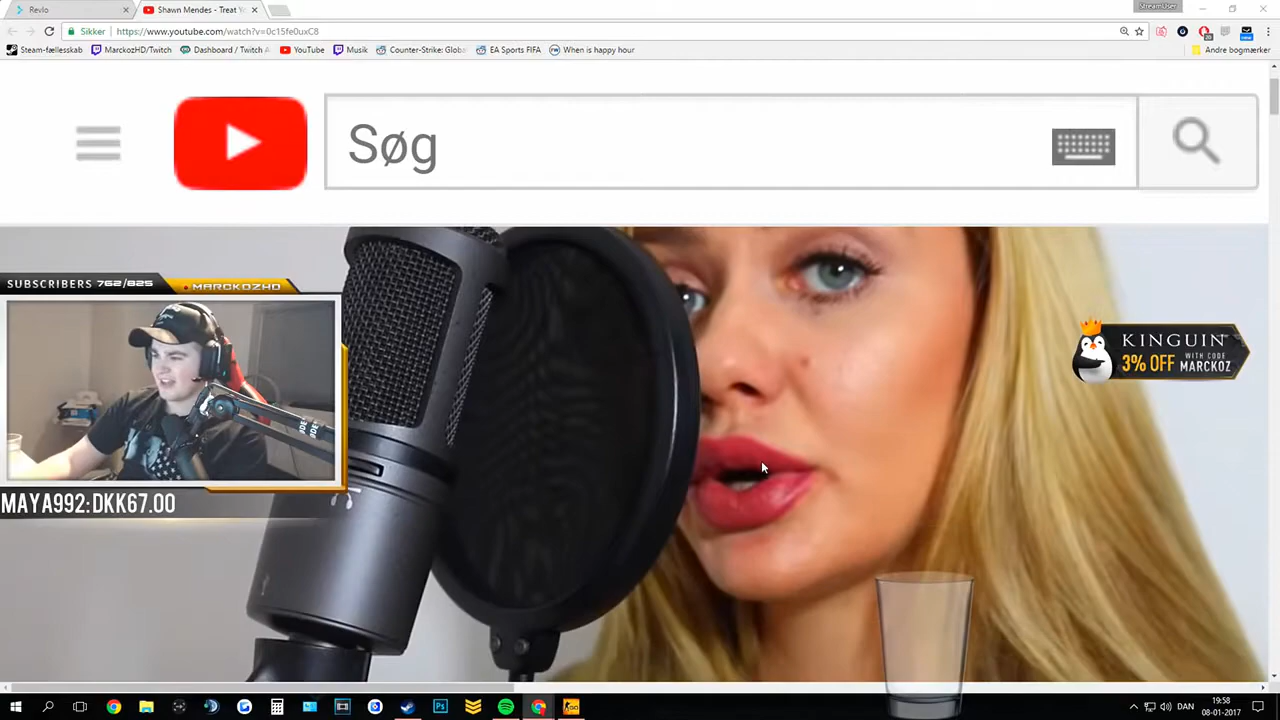 StreamUser
Revlo
Shawn Mendes - Treat Y
Sikker
https://www.youtube.com/watch?v=0c15fe0uxC8
Steam-fællesskab
MarckozHD/Twitch
Dashboard / Twitch
YouTube
Musik
Counter-Strike: Globa
EA Sports FIFA
When is happy hour
Andre bogmærker
Søg
SUBSCRIBERS 762/825
MARCKOZHD
KINGUIN
3% OFF WITH CODE MARCKOZ
MAYA992:DKK67.00
DAN
19:58
08-01-2017